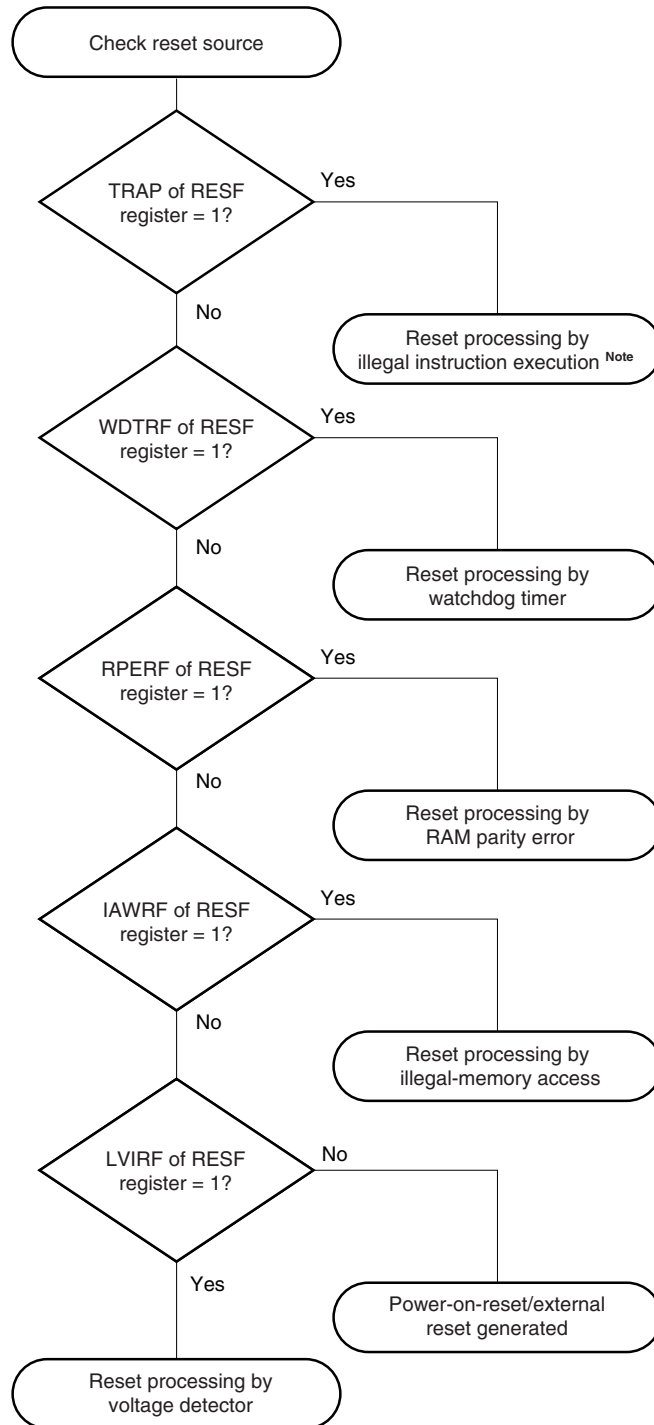 Check reset source
TRAP of RESF
register = 1?
Yes
No
Reset processing by
illegal instruction execution Note
WDTRF of RESF
register = 1?
Yes
No
Reset processing by
watchdog timer
RPERF of RESF
register = 1?
Yes
No
Reset processing by
RAM parity error
IAWRF of RESF
register = 1?
Yes
No
Reset processing by
illegal-memory access
LVIRF of RESF
register = 1?
No
Yes
Power-on-reset/external
reset generated
Reset processing by
voltage detector